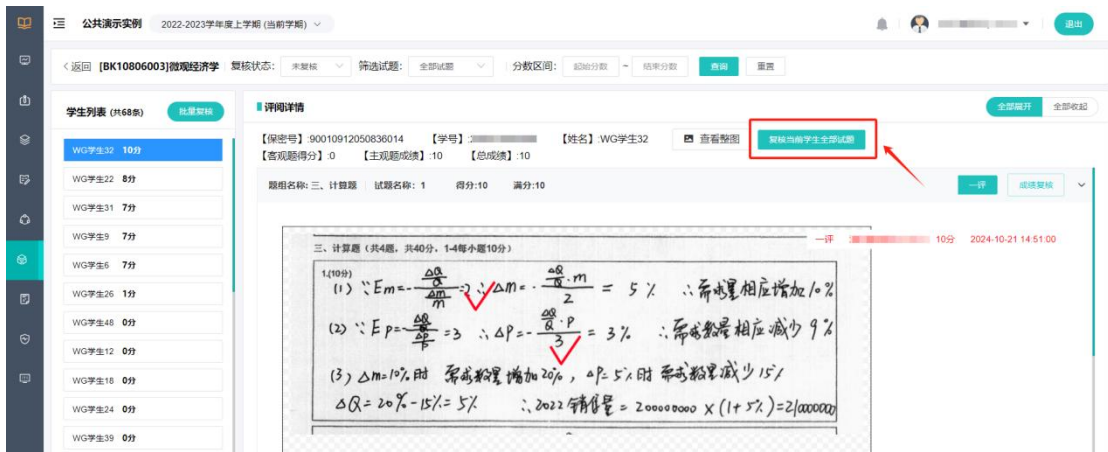 公共演示实例 2022-2023学年度上学期 (当前学期) 退出
返回 [BK10806003]微观经济学 复核状态: 未复核 筛选试题: 全部试题 分数区间: 起始分数 ~ 结束分数 查询 重置
学生列表 (共68条) 批量复核
WG学生32 10分
WG学生22 8分
WG学生31 7分
WG学生9 7分
WG学生6 7分
WG学生26 1分
WG学生48 0分
WG学生12 0分
WG学生18 0分
WG学生24 0分
WG学生39 0分
评阅详情 全部展开 全部收起
【保密号】:90010912050836014 【学号】: 【姓名】:WG学生32 查看整图 复核当前学生全部试题
【客观题得分】:0 【主观题成绩】:10 【总成绩】:10
题组名称: 三、计算题 试题名称: 1 得分:10 满分:10 一评 成绩复核
一评 10分 2024-10-21 14:51:00
三、计算题（共4题，共40分，1-4每小题10分）
1.(10分)
(1) ∵Em=-(ΔQ/Q)/(Δm/m)=2 ∴Δm=-(ΔQ/Q·m)/2 = 5% ∴需求量相应增加10%
(2) ∵EP=-(ΔQ/Q)/(ΔP/P)=3 ∴ΔP=-(ΔQ/Q·P)/3 = 3% ∴需求数量相应减少9%
(3) Δm=10%时 需求数量增加20%，ΔP=5%时 需求数量减少15%
ΔQ=20%-15%=5% ∴2022销售量=200000000×(1+5%)=210000000